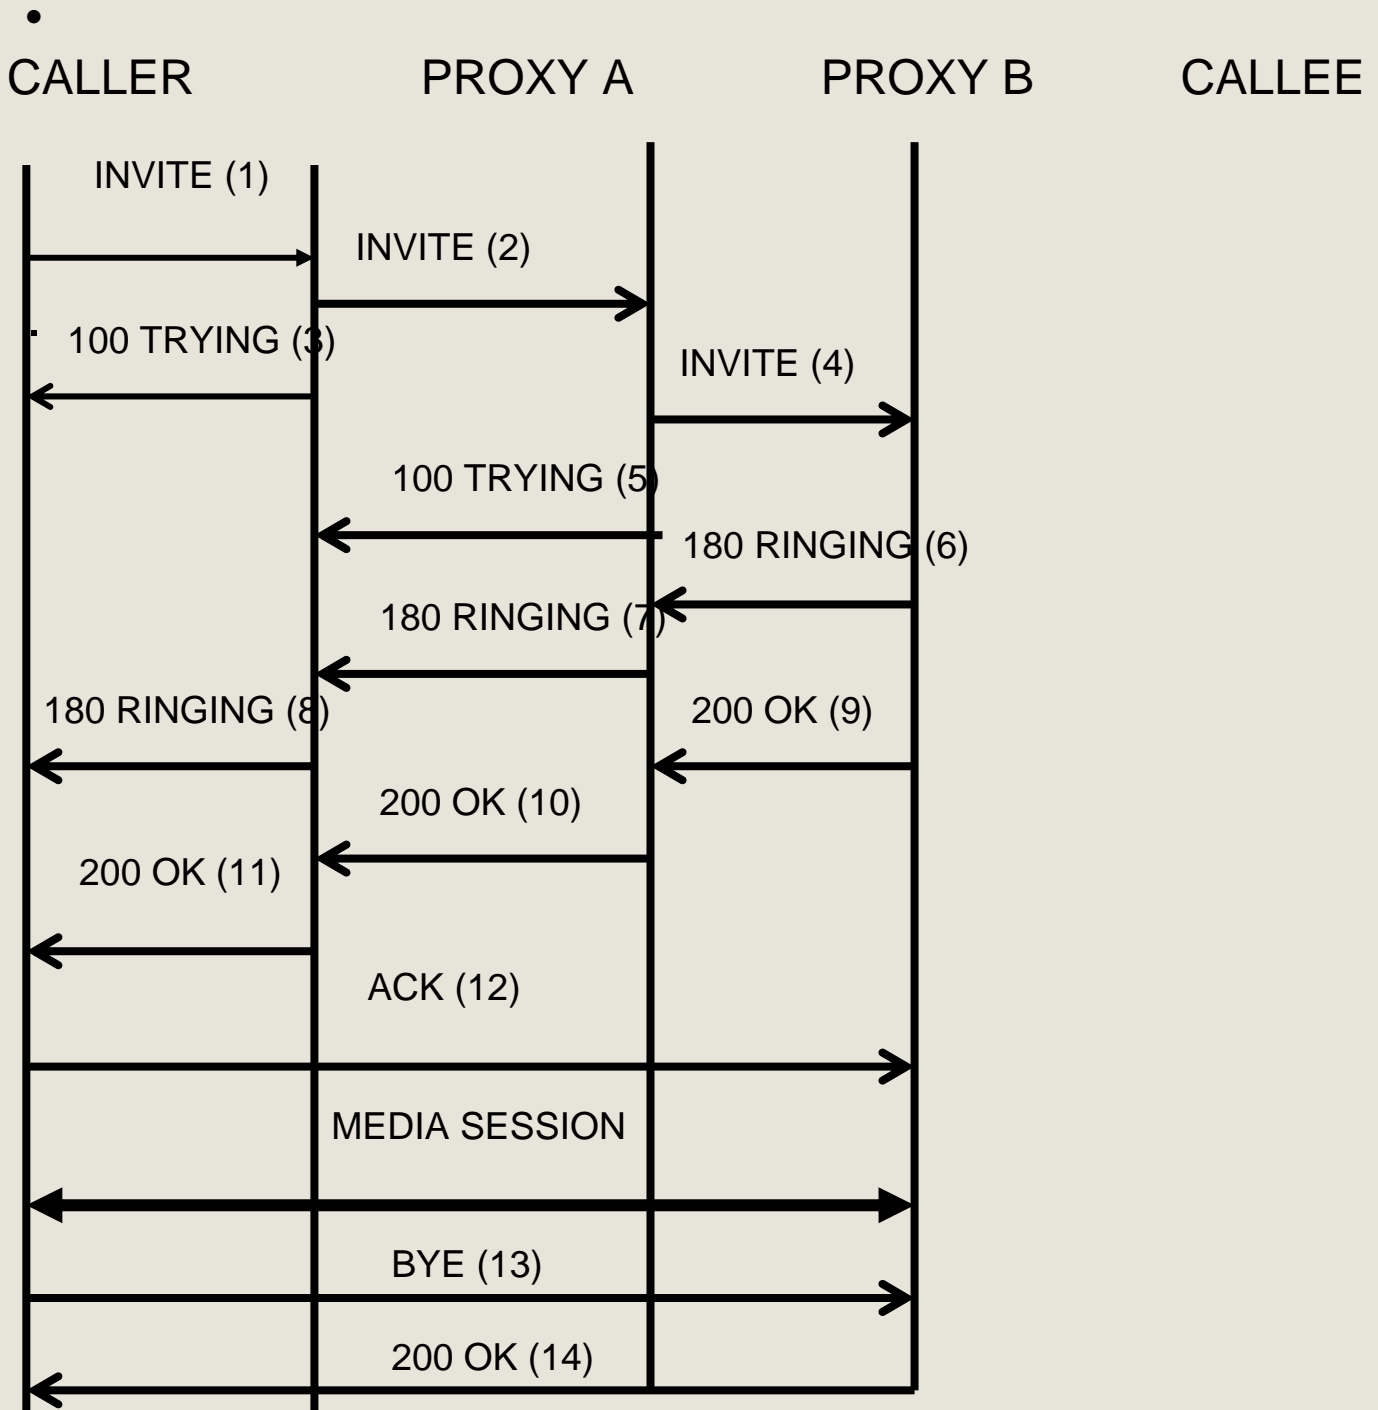 CALLER PROXY A PROXY B CALLEE
INVITE (1)
INVITE (2)
100 TRYING (3)
INVITE (4)
100 TRYING (5)
180 RINGING (6)
180 RINGING (7)
180 RINGING (8)
200 OK (9)
200 OK (10)
200 OK (11)
ACK (12)
MEDIA SESSION
BYE (13)
200 OK (14)